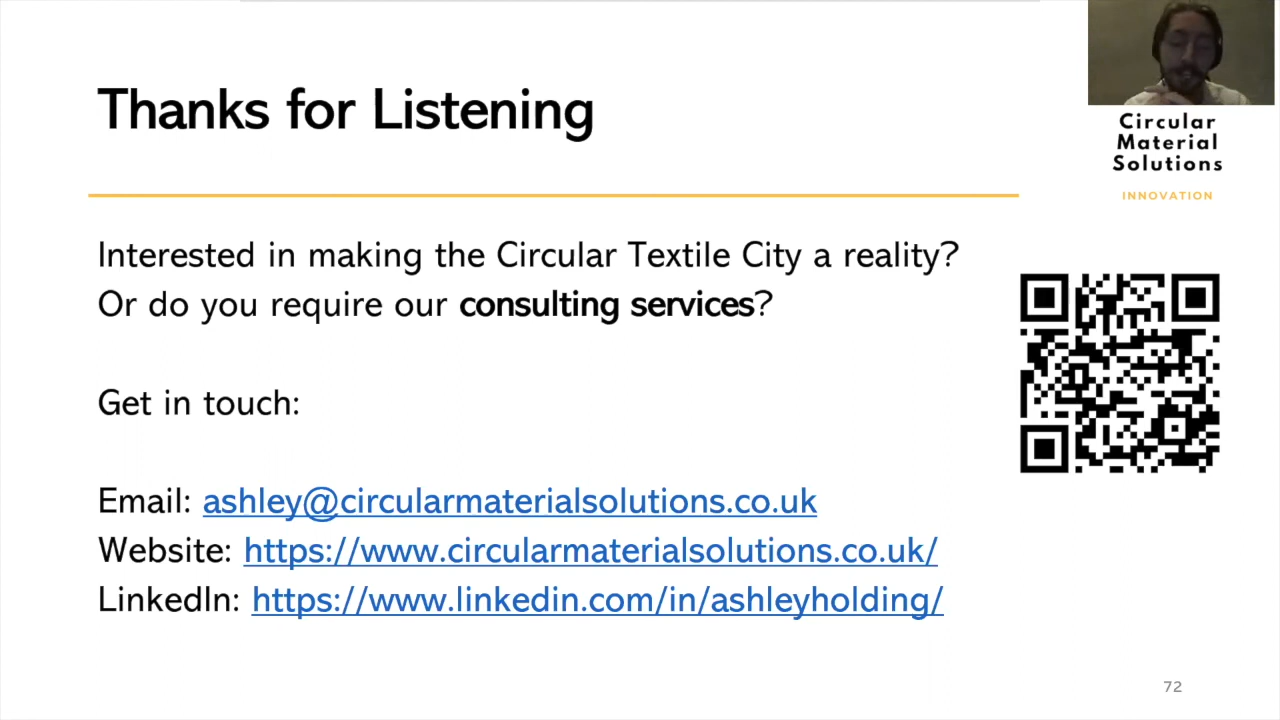 Thanks for Listening
Circular
Material
Solutions
INNOVATION
Interested in making the Circular Textile City a reality?
Or do you require our consulting services?
Get in touch:
Email: ashley@circularmaterialsolutions.co.uk
Website: https://www.circularmaterialsolutions.co.uk/
LinkedIn: https://www.linkedin.com/in/ashleyholding/
72